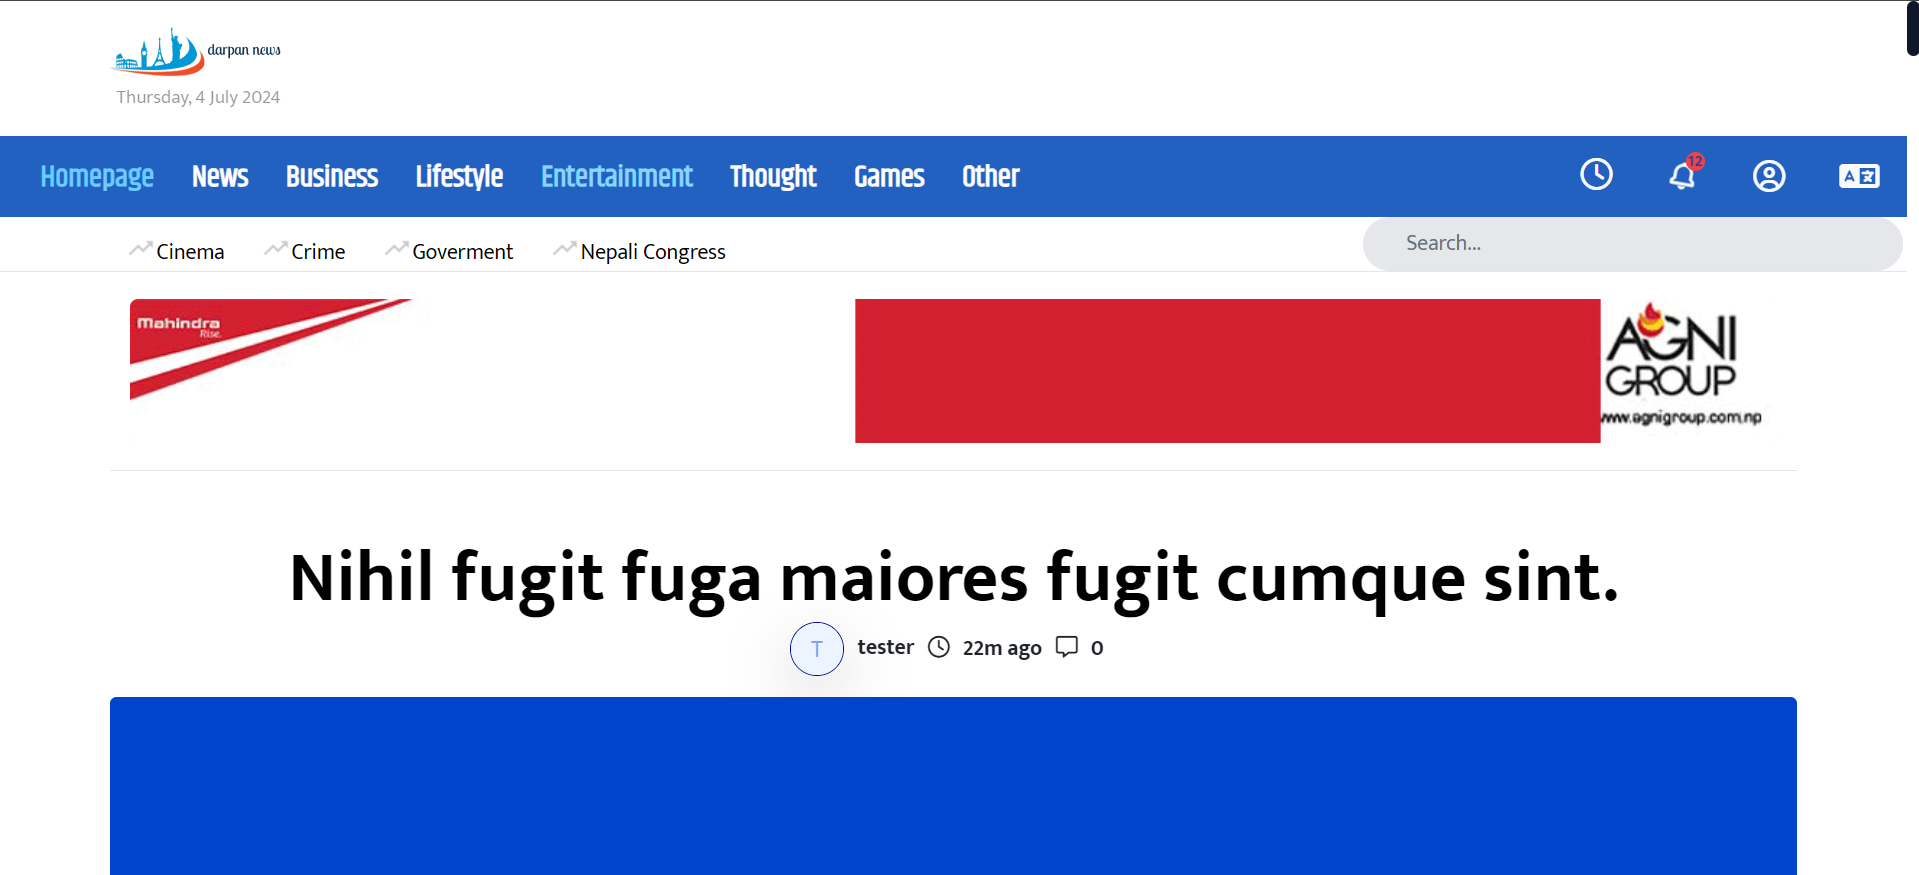 darpan news
Thursday, 4 July 2024
Homepage News Business Lifestyle Entertainment Thought Games Other
12
A
Cinema Crime Goverment Nepali Congress
Search...
Mahindra
Rise.
AGNI
GROUP
www.agnigroup.com.np
Nihil fugit fuga maiores fugit cumque sint.
T tester 22m ago 0